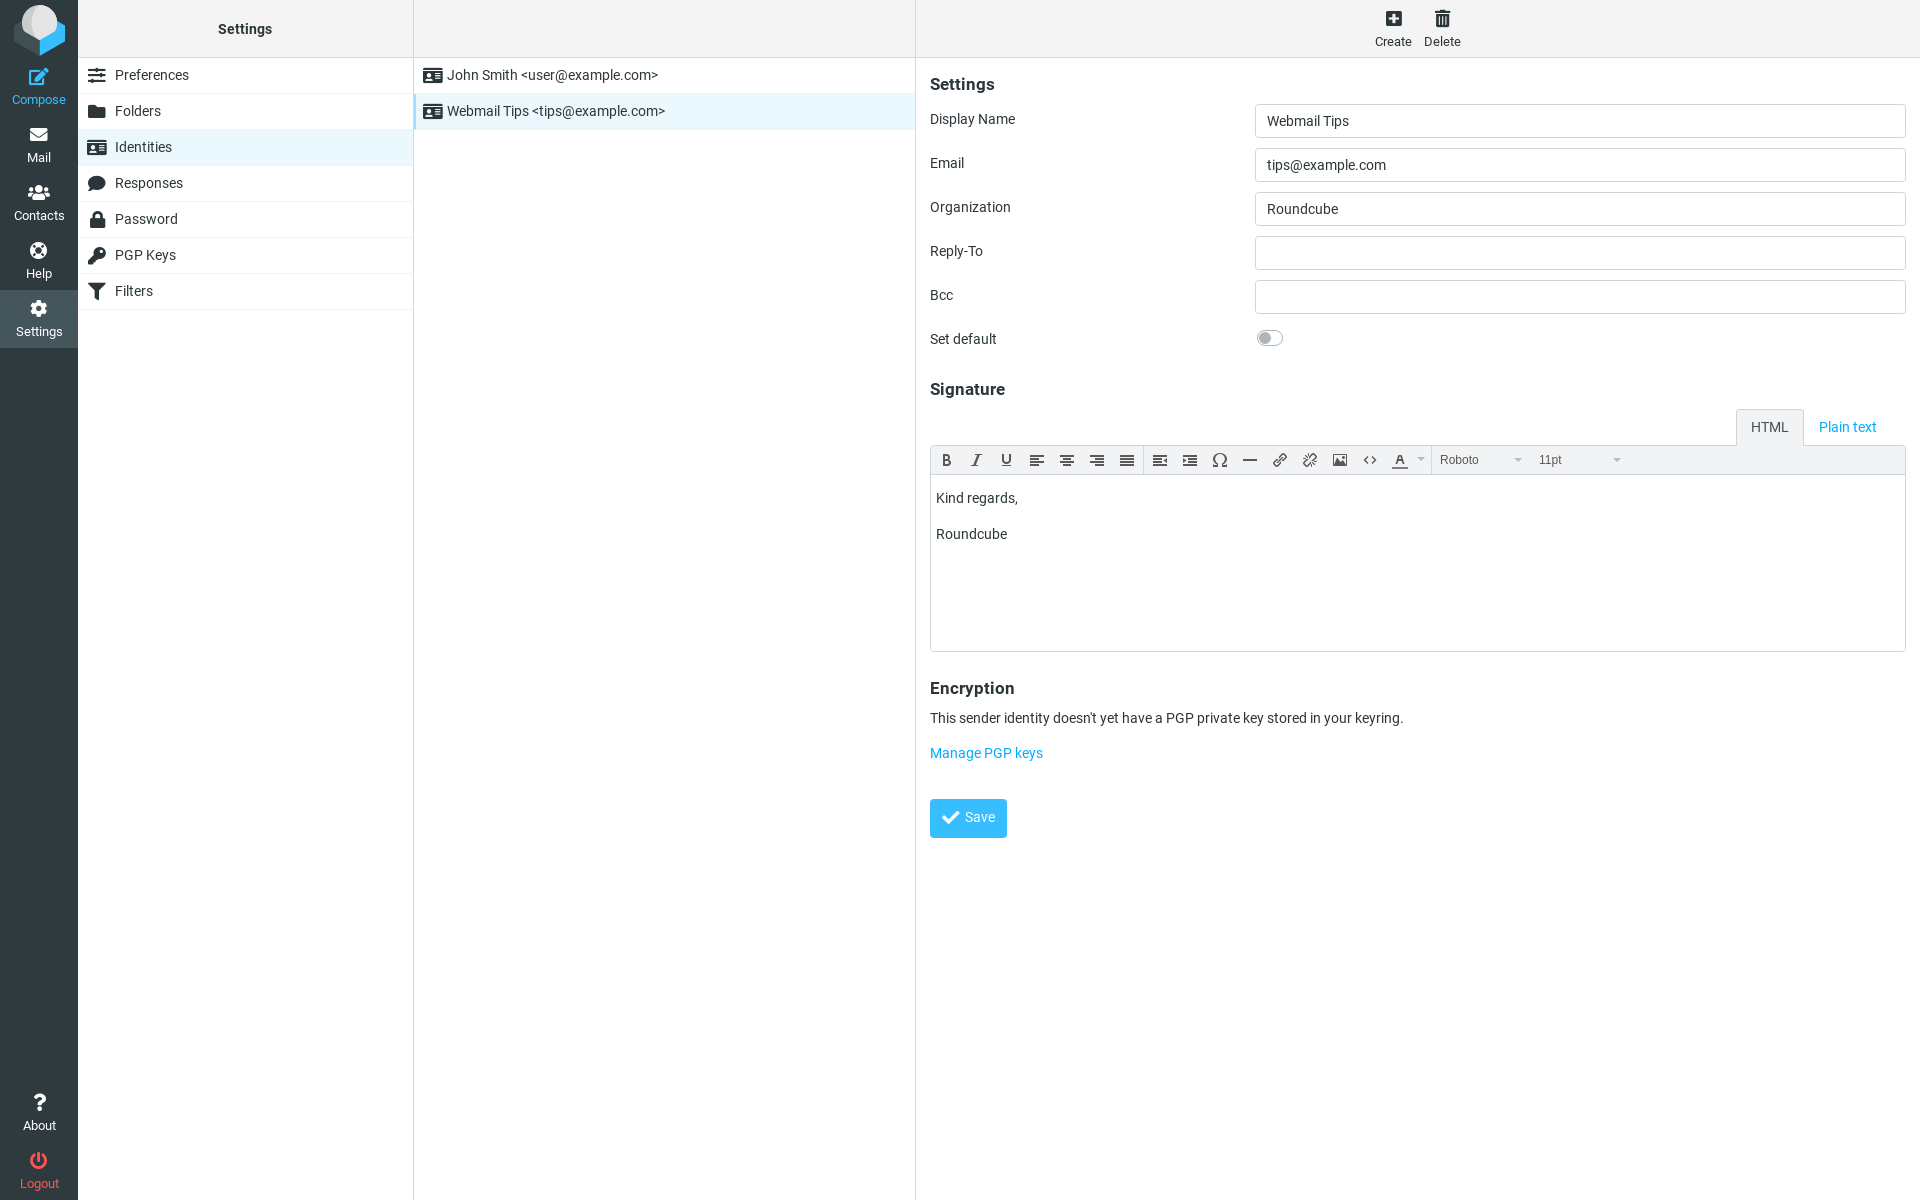 Compose
Mail
Contacts
Help
Settings
About
Logout
Settings
Preferences
Folders
Identities
Responses
Password
PGP Keys
Filters
John Smith <user@example.com>
Webmail Tips <tips@example.com>
Create
Delete
Settings
Display Name
Webmail Tips
Email
tips@example.com
Organization
Roundcube
Reply-To
Bcc
Set default
Signature
HTML
Plain text
B I U A Roboto 11pt
Kind regards,
Roundcube
Encryption
This sender identity doesn't yet have a PGP private key stored in your keyring.
Manage PGP keys
Save